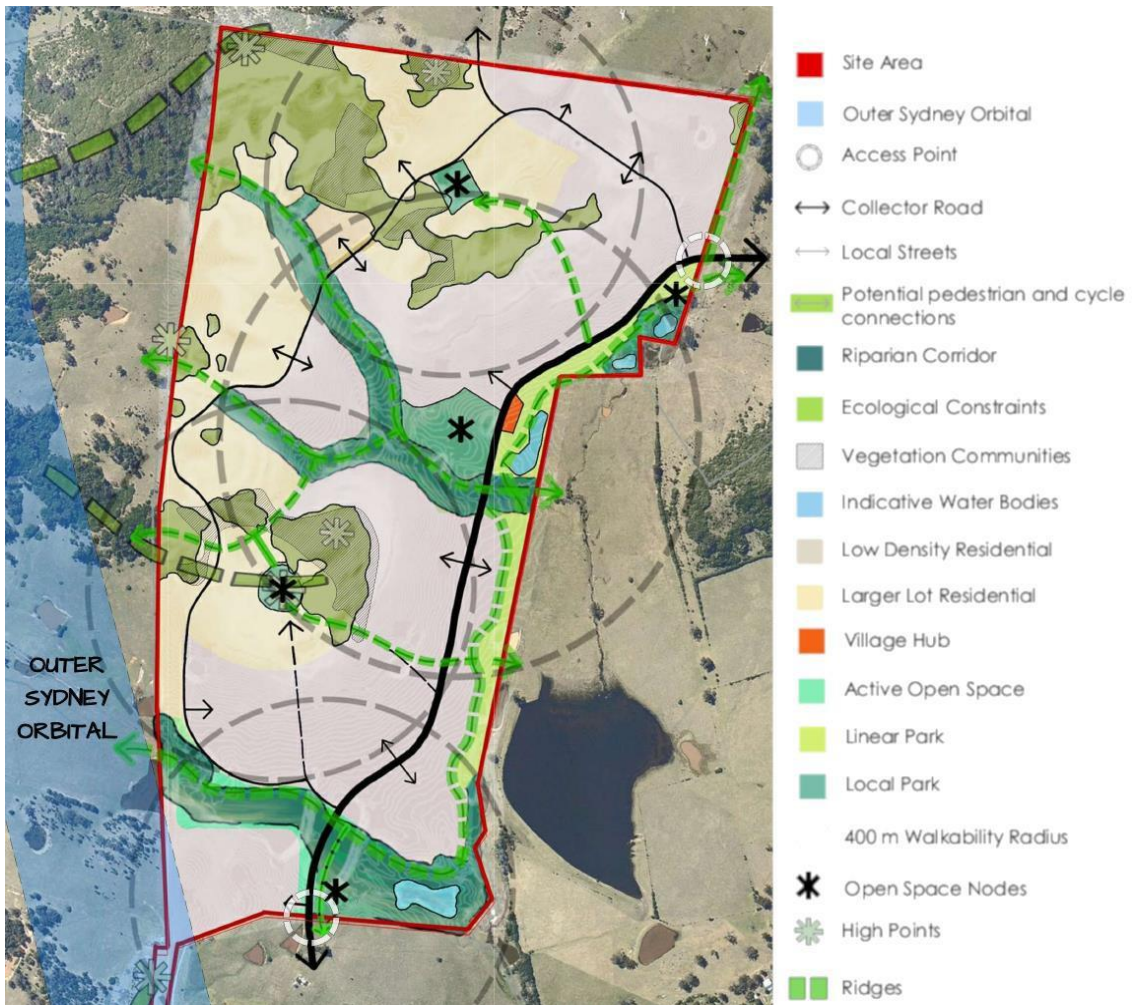 OUTER
SYDNEY
ORBITAL
Site Area
Outer Sydney Orbital
Access Point
Collector Road
Local Streets
Potential pedestrian and cycle
connections
Riparian Corridor
Ecological Constraints
Vegetation Communities
Indicative Water Bodies
Low Density Residential
Larger Lot Residential
Village Hub
Active Open Space
Linear Park
Local Park
400 m Walkability Radius
Open Space Nodes
High Points
Ridges